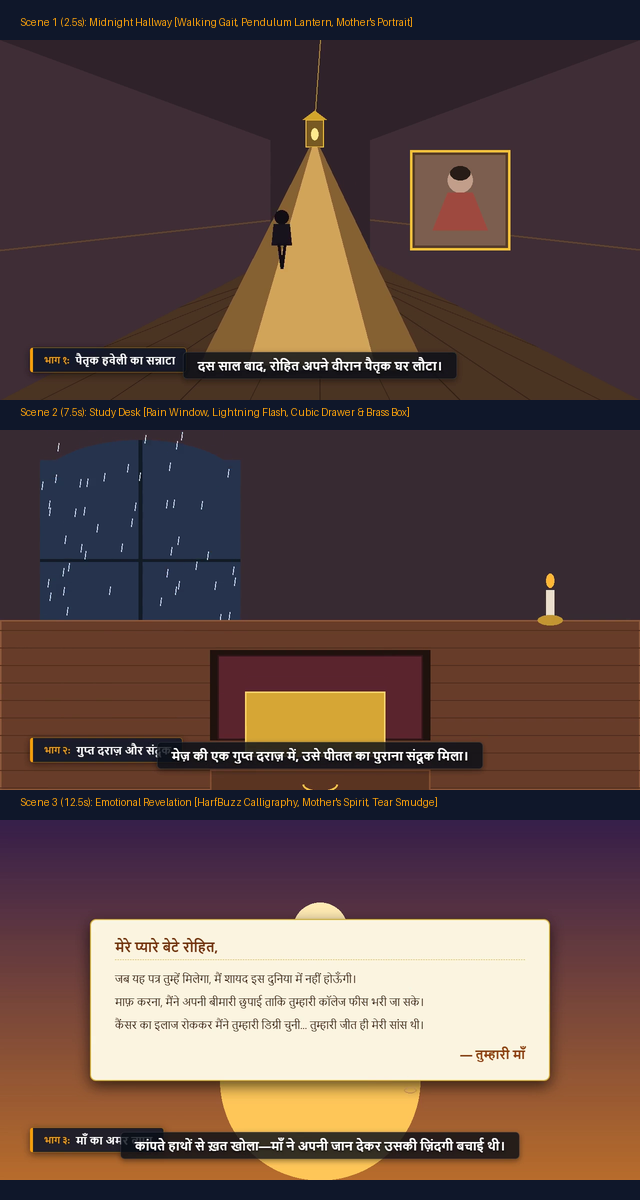 Scene 1 (2.5s): Midnight Hallway [Walking Gait, Pendulum Lantern, Mother's Portrait]
भाग १: पैतृक हवेली का सन्नाटा
दस साल बाद, रोहित अपने वीरान पैतृक घर लौटा।
Scene 2 (7.5s): Study Desk [Rain Window, Lightning Flash, Cubic Drawer & Brass Box]
भाग २: गुप्त दराज़ और
मेज़ की एक गुप्त दराज़ में, उसे पीतल का पुराना संदूक मिला।
Scene 3 (12.5s): Emotional Revelation [HarfBuzz Calligraphy, Mother's Spirit, Tear Smudge]
मेरे प्यारे बेटे रोहित,
जब यह पत्र तुम्हें मिलेगा, मैं शायद इस दुनिया में नहीं होऊँगी।
माफ़ करना, मैंने अपनी बीमारी छुपाई ताकि तुम्हारी कॉलेज फीस भरी जा सके।
कैंसर का इलाज रोककर मैंने तुम्हारी डिग्री चुनी... तुम्हारी जीत ही मेरी सांस थी।
— तुम्हारी माँ
भाग ३: माँ का अमर
कांपते हाथों से ख़त खोला—माँ ने अपनी जान देकर उसकी ज़िंदगी बचाई थी।